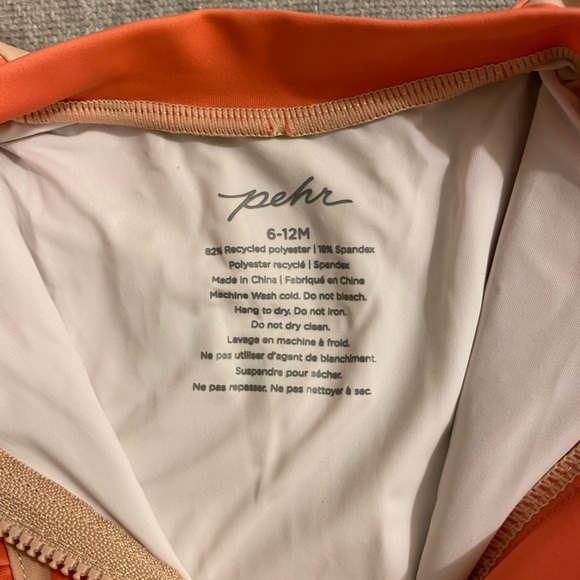 pehr
6-12M
82% Recycled polyester | 18% Spandex
Polyester recyclé | Spandex
Made in China | Fabriqué en China
Machine Wash cold. Do not bleach.
Hang to dry. Do not iron.
Do not dry clean.
Lavage en machine à froid.
Ne pas utiliser d'agent de blanchiment.
Suspendre pour sécher.
Ne pas repasser. Ne pas nettoyer à sec.